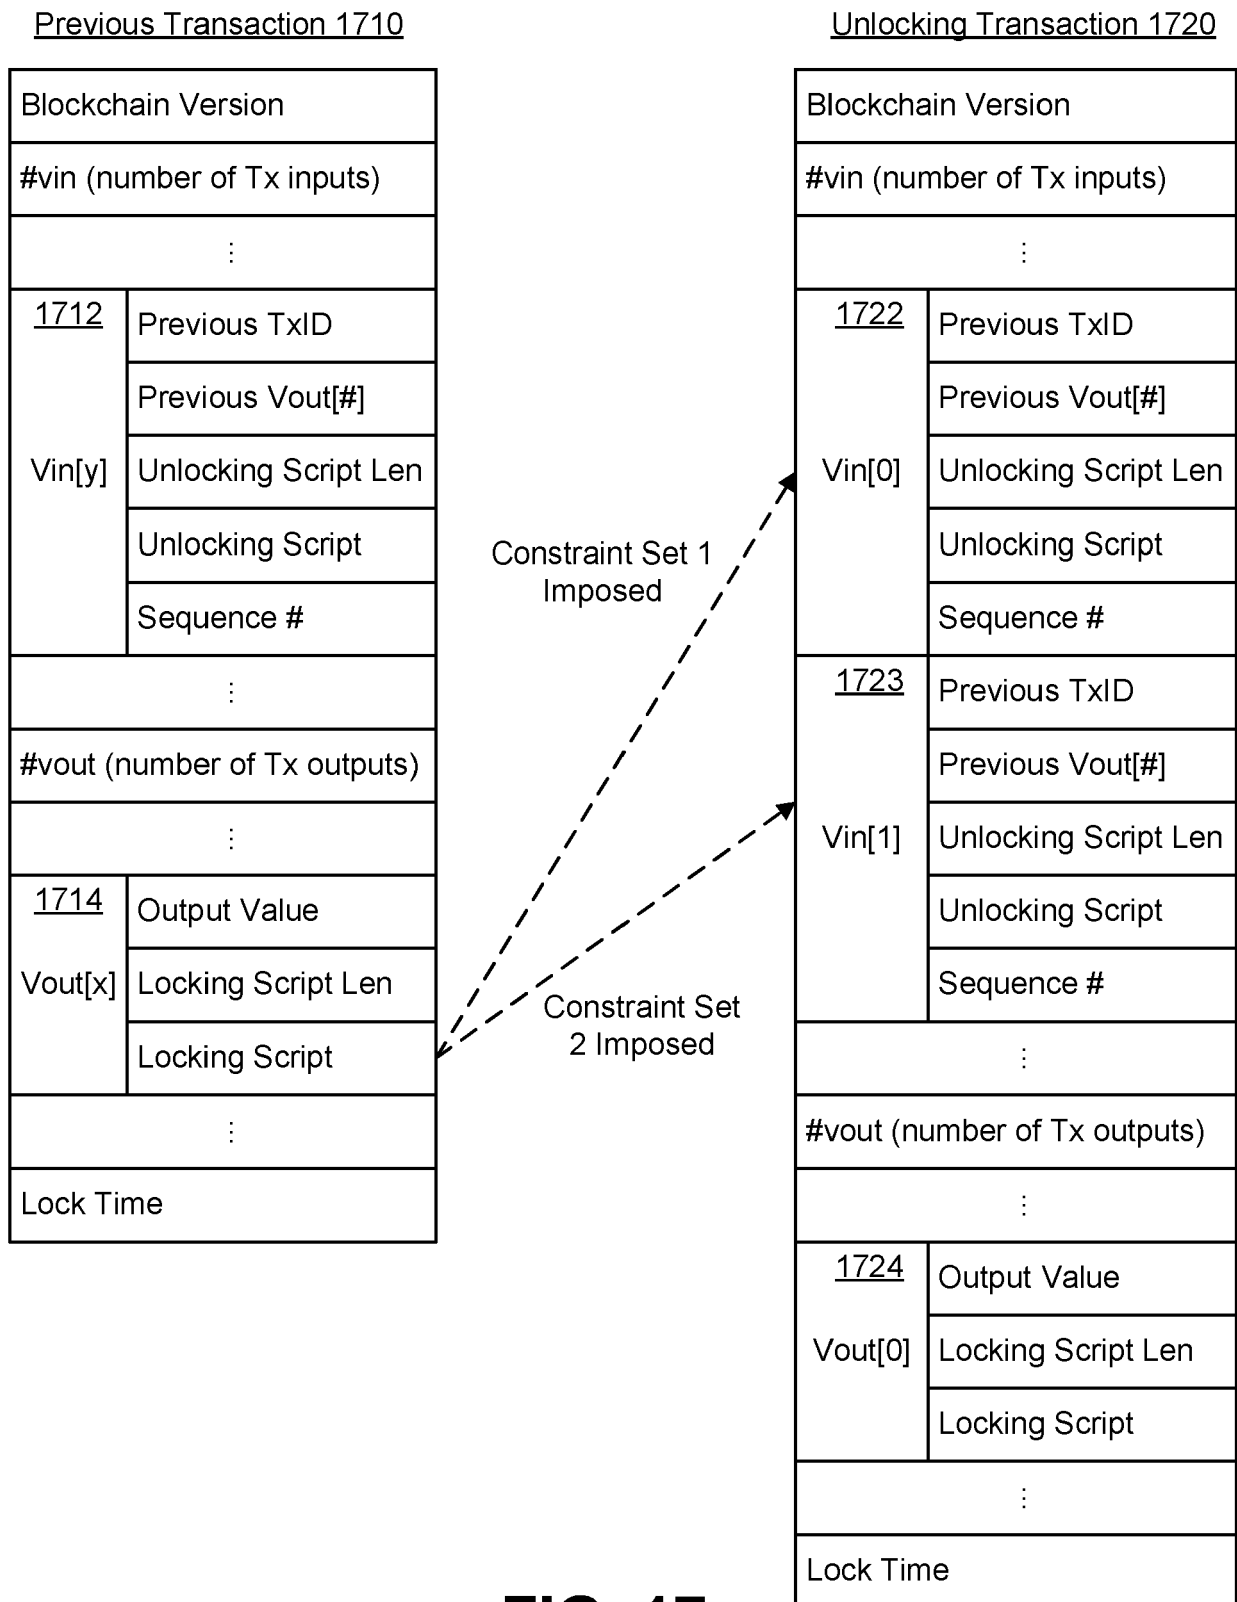 Previous Transaction 1710
Blockchain Version
#vin (number of Tx inputs)
⋮
1712
Vin[y]
Previous TxID
Previous Vout[#]
Unlocking Script Len
Unlocking Script
Sequence #
⋮
#vout (number of Tx outputs)
⋮
1714
Vout[x]
Output Value
Locking Script Len
Locking Script
⋮
Lock Time
Constraint Set 1
Imposed
Constraint Set
2 Imposed
Unlocking Transaction 1720
Blockchain Version
#vin (number of Tx inputs)
⋮
1722
Vin[0]
Previous TxID
Previous Vout[#]
Unlocking Script Len
Unlocking Script
Sequence #
1723
Vin[1]
Previous TxID
Previous Vout[#]
Unlocking Script Len
Unlocking Script
Sequence #
⋮
#vout (number of Tx outputs)
⋮
1724
Vout[0]
Output Value
Locking Script Len
Locking Script
⋮
Lock Time